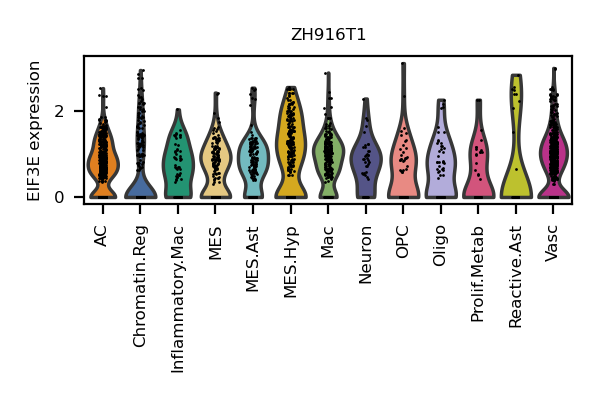 ZH916T1
EIF3E expression
2
0
AC
Chromatin.Reg
Inflammatory.Mac
MES
MES.Ast
MES.Hyp
Mac
Neuron
OPC
Oligo
Prolif.Metab
Reactive.Ast
Vasc